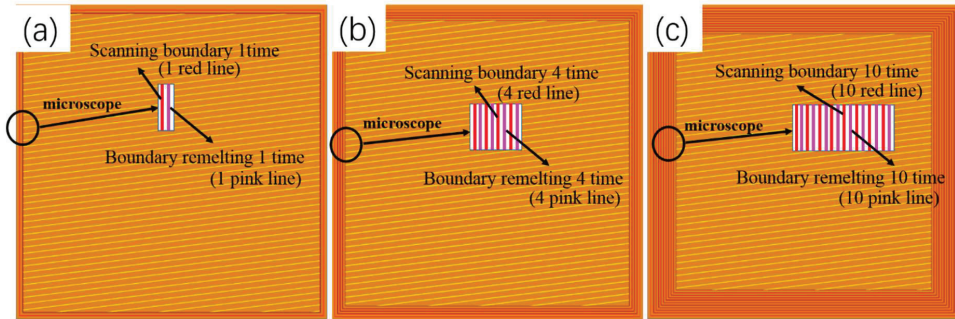 (a)
Scanning boundary 1time
(1 red line)
microscope
Boundary remelting 1 time
(1 pink line)
(b)
Scanning boundary 4 time
(4 red line)
microscope
Boundary remelting 4 time
(4 pink line)
(c)
Scanning boundary 10 time
(10 red line)
microscope
Boundary remelting 10 time
(10 pink line)